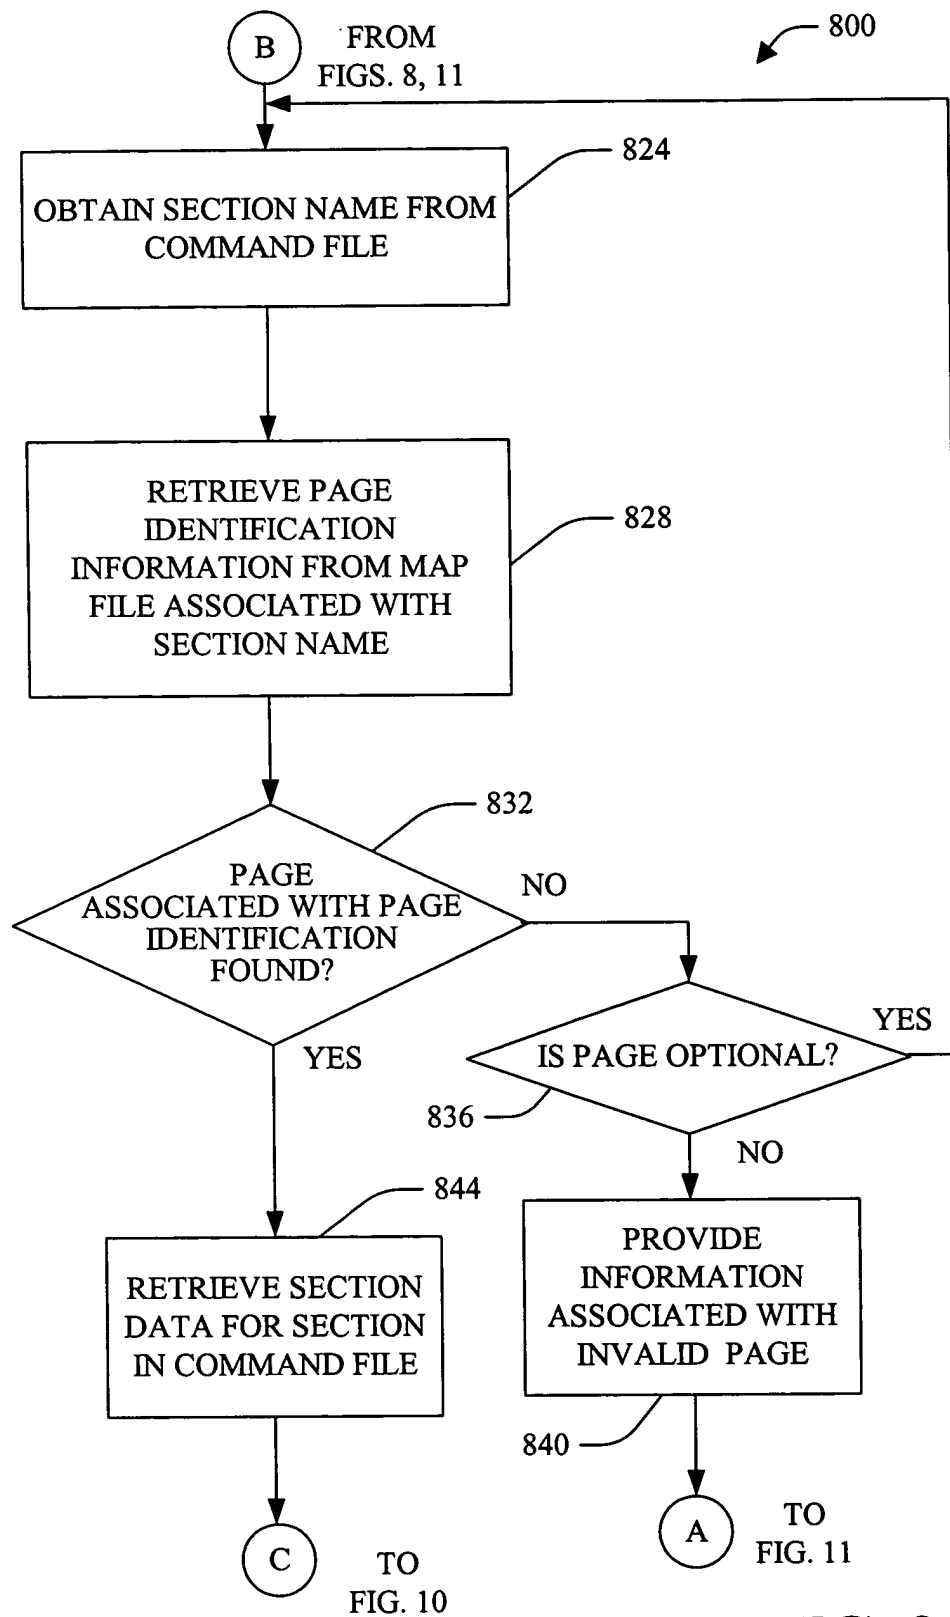 B
FROM
FIGS. 8, 11
800
824
OBTAIN SECTION NAME FROM
COMMAND FILE
828
RETRIEVE PAGE
IDENTIFICATION
INFORMATION FROM MAP
FILE ASSOCIATED WITH
SECTION NAME
832
PAGE
ASSOCIATED WITH PAGE
IDENTIFICATION
FOUND?
NO
YES
IS PAGE OPTIONAL?
YES
836
NO
844
RETRIEVE SECTION
DATA FOR SECTION
IN COMMAND FILE
PROVIDE
INFORMATION
ASSOCIATED WITH
INVALID PAGE
840
C
TO
FIG. 10
A
TO
FIG. 11